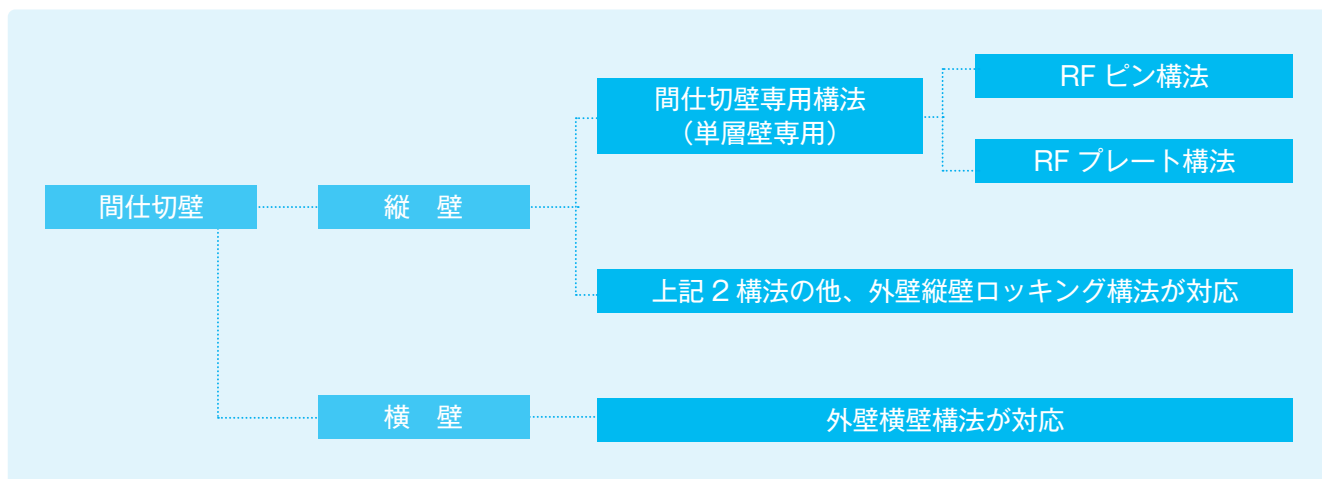 間仕切壁
縦　壁
間仕切壁専用構法
（単層壁専用）
RF ピン構法
RF プレート構法
上記 2 構法の他、外壁縦壁ロッキング構法が対応
横　壁
外壁横壁構法が対応